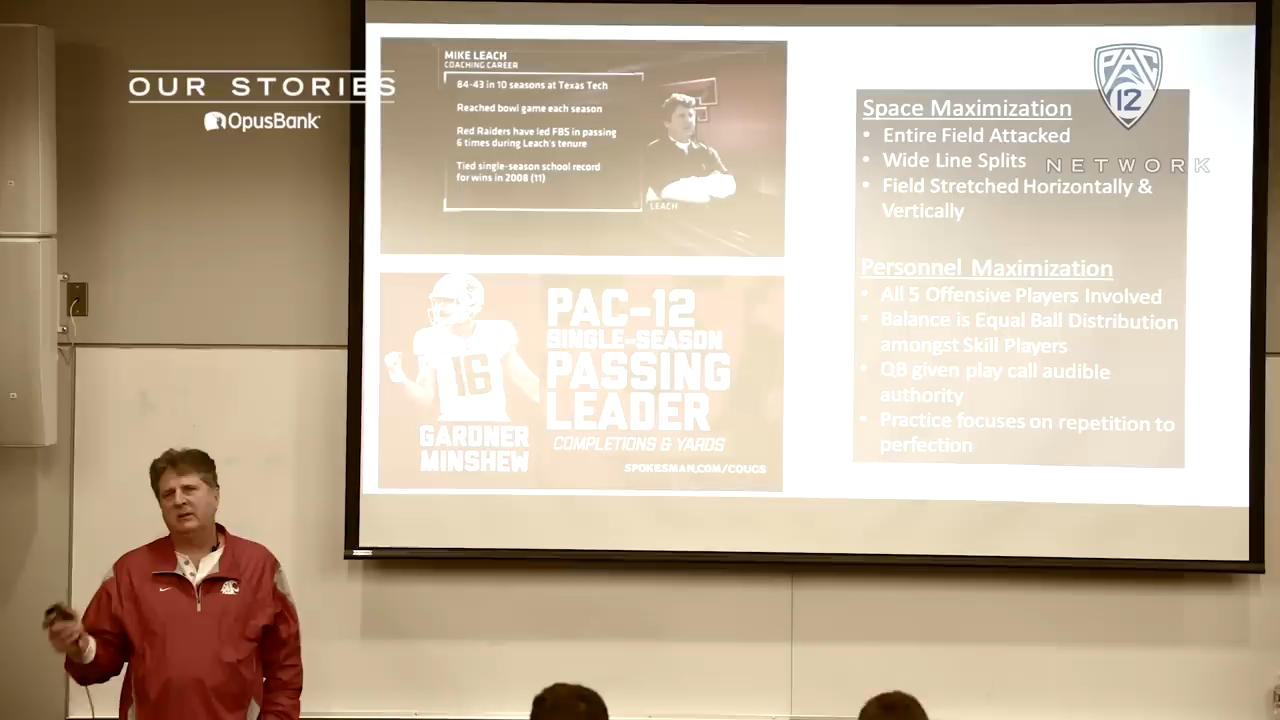 OUR STORIES
OpusBank
MIKE LEACH
COACHING CAREER
84-43 in 10 seasons at Texas Tech
Reached bowl game each season
Red Raiders have led FBS in passing
6 times during Leach's tenure
Tied single-season school record
for wins in 2008 (11)
LEACH
16
GARDNER
MINSHEW
PAC-12
SINGLE-SEASON
PASSING
LEADER
COMPLETIONS & YARDS
SPOKESMAN.COM/COUGS
PAC
12
NETWORK
Space Maximization
• Entire Field Attacked
• Wide Line Splits
• Field Stretched Horizontally &
Vertically
Personnel Maximization
• All 5 Offensive Players Involved
• Balance is Equal Ball Distribution
amongst Skill Players
• QB given play call audible
authority
• Practice focuses on repetition to
perfection